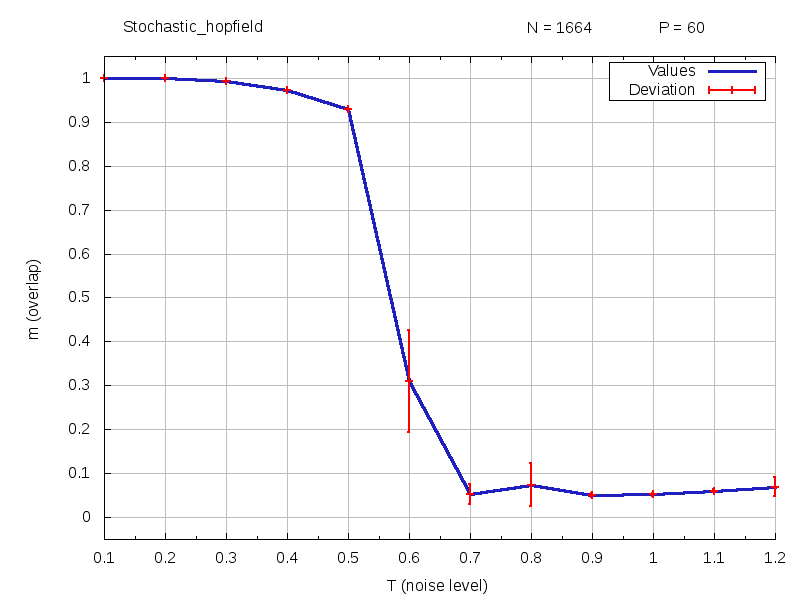 Stochastic_hopfield N = 1664 P = 60
Values
Deviation
1
0.9
0.8
0.7
0.6
0.5
0.4
0.3
0.2
0.1
0
m (overlap)
0.1 0.2 0.3 0.4 0.5 0.6 0.7 0.8 0.9 1 1.1 1.2
T (noise level)